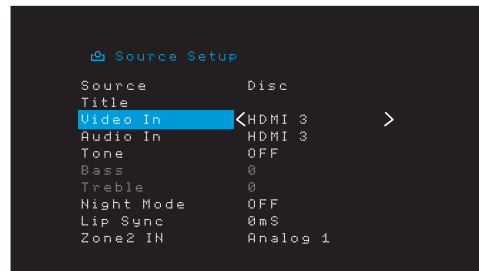 Source Setup
Source Disc
Title
Video In <HDMI 3 >
Audio In HDMI 3
Tone OFF
Bass 0
Treble 0
Night Mode OFF
Lip Sync 0mS
Zone2 IN Analog 1